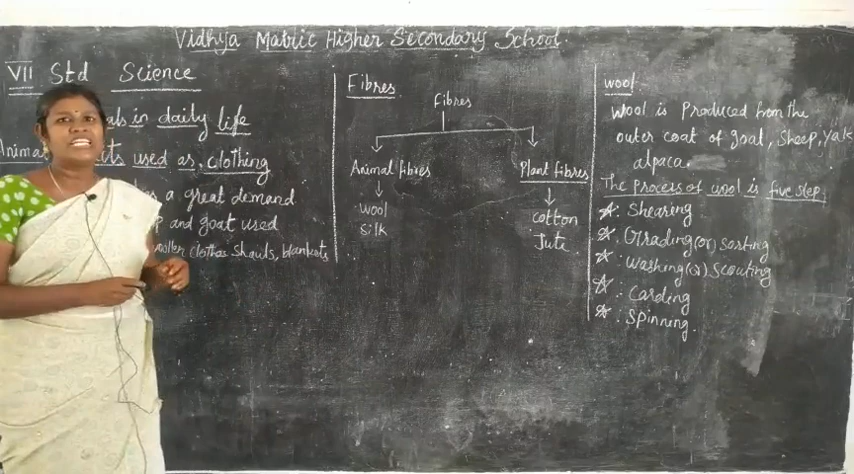 Vidhya Matric Higher Secondary School
VII Std Science
in daily life
used as clothing
a great demand
and goat used
clothes Shawls, blankets
Fibres
Fibres
Animal fibres
Plant fibres
wool
silk
cotton
Jute
wool
Wool is Produced from the
outer coat of goat, Sheep, Yak
alpaca.
The Process of wool is five step.
☆ : Shearing
☆ : Grading (or) Sorting
☆ : Washing (or) Scouting
☆ : Carding
☆ : Spinning.